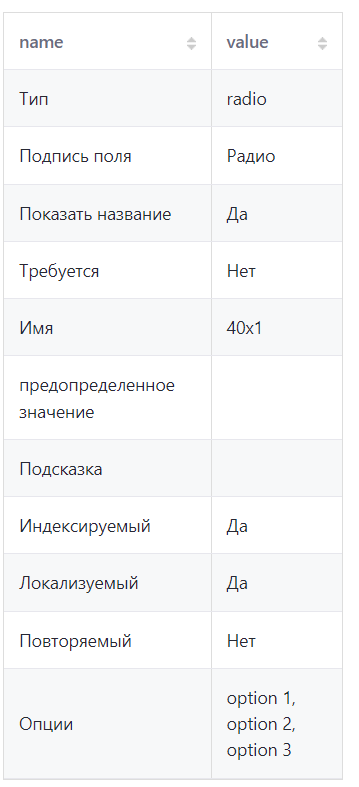 name value
Тип radio
Подпись поля Радио
Показать название Да
Требуется Нет
Имя 40x1
предопределенное
значение
Подсказка
Индексируемый Да
Локализуемый Да
Повторяемый Нет
Опции option 1,
option 2,
option 3